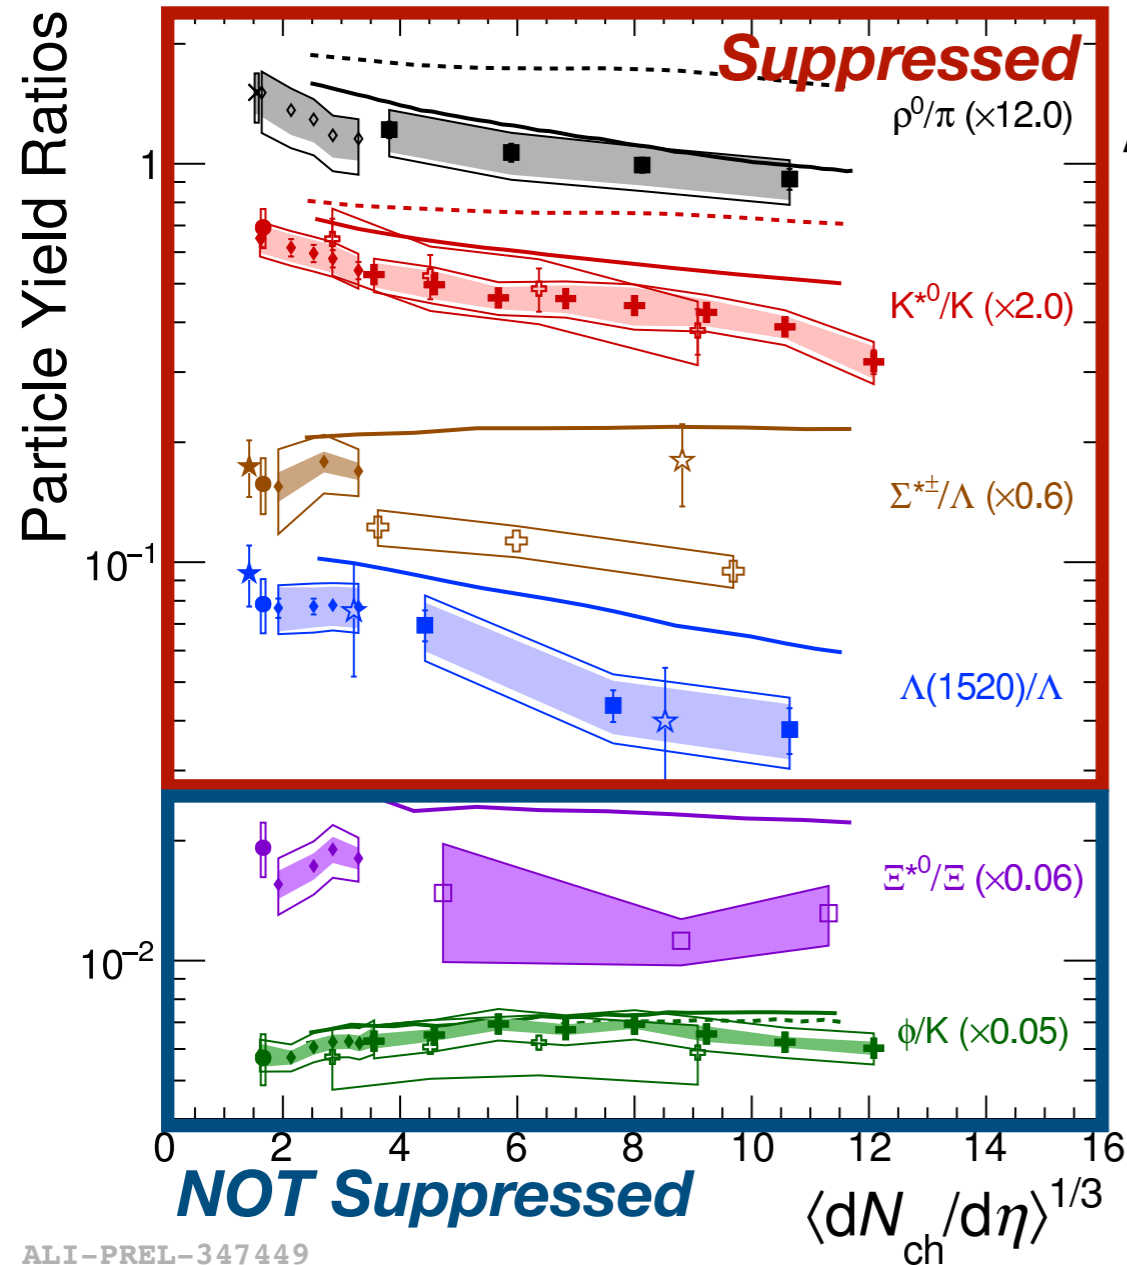 Particle Yield Ratios
Suppressed
ρ⁰/π (×12.0)
1
K*⁰/K (×2.0)
Σ*±/Λ (×0.6)
10⁻¹
Λ(1520)/Λ
Ξ*⁰/Ξ (×0.06)
10⁻²
ϕ/K (×0.05)
0 2 4 6 8 10 12 14 16
NOT Suppressed
⟨dN_ch/dη⟩^1/3
ALI-PREL-347449